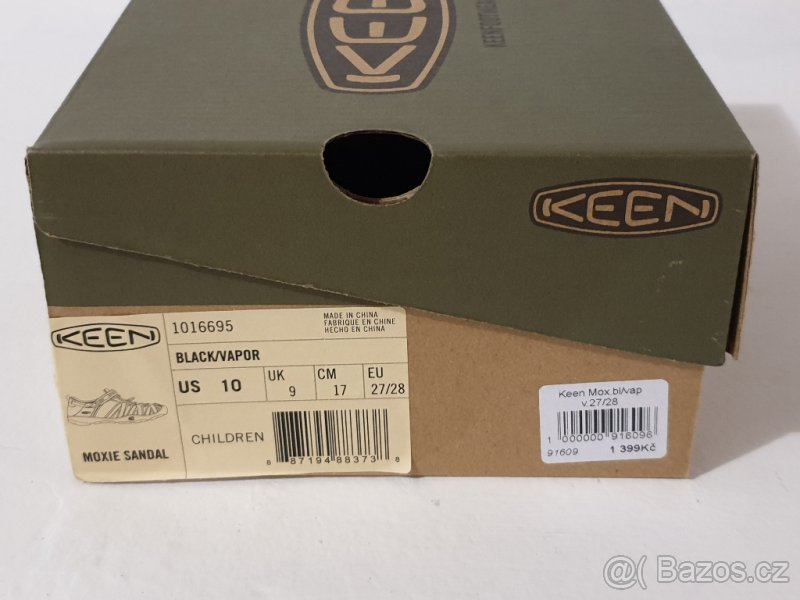 KEEN
KEEN
KEEN
1016695
MADE IN CHINA
FABRIQUE EN CHINE
HECHO EN CHINA
BLACK/VAPOR
US 10
UK
9
CM
17
EU
27/28
CHILDREN
MOXIE SANDAL
8 87194 88373 8
Keen Mox.bl/vap
v.27/28
1 000000 916096
91609
1 399Kč
@( Bazos.cz